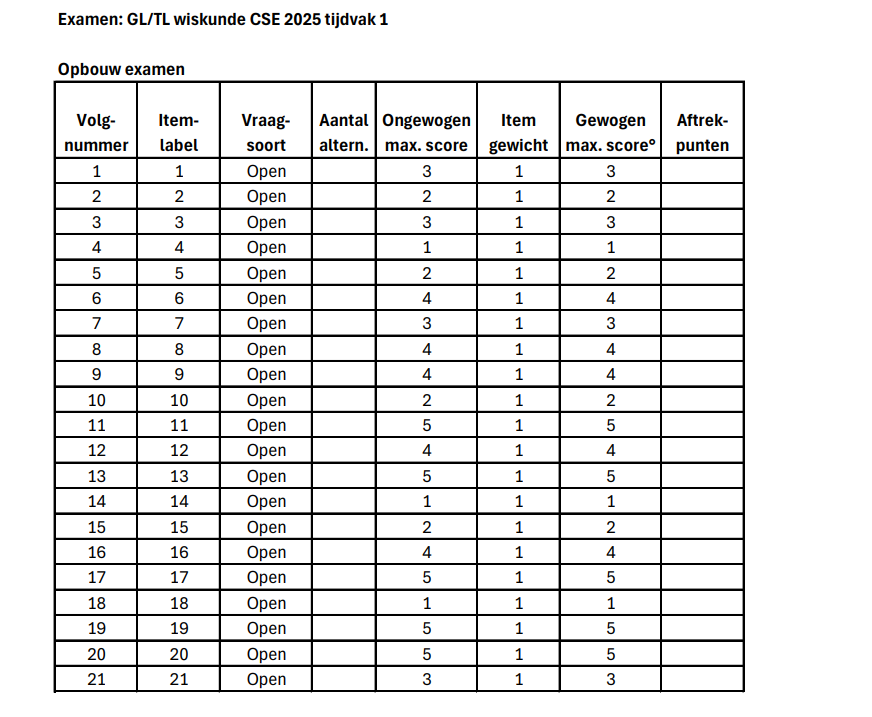 Examen: GL/TL wiskunde CSE 2025 tijdvak 1
Opbouw examen
Volg-nummer Item-label Vraag-soort Aantal altern. Ongewogen max. score Item gewicht Gewogen max. score° Aftrek-punten
1 1 Open 3 1 3
2 2 Open 2 1 2
3 3 Open 3 1 3
4 4 Open 1 1 1
5 5 Open 2 1 2
6 6 Open 4 1 4
7 7 Open 3 1 3
8 8 Open 4 1 4
9 9 Open 4 1 4
10 10 Open 2 1 2
11 11 Open 5 1 5
12 12 Open 4 1 4
13 13 Open 5 1 5
14 14 Open 1 1 1
15 15 Open 2 1 2
16 16 Open 4 1 4
17 17 Open 5 1 5
18 18 Open 1 1 1
19 19 Open 5 1 5
20 20 Open 5 1 5
21 21 Open 3 1 3